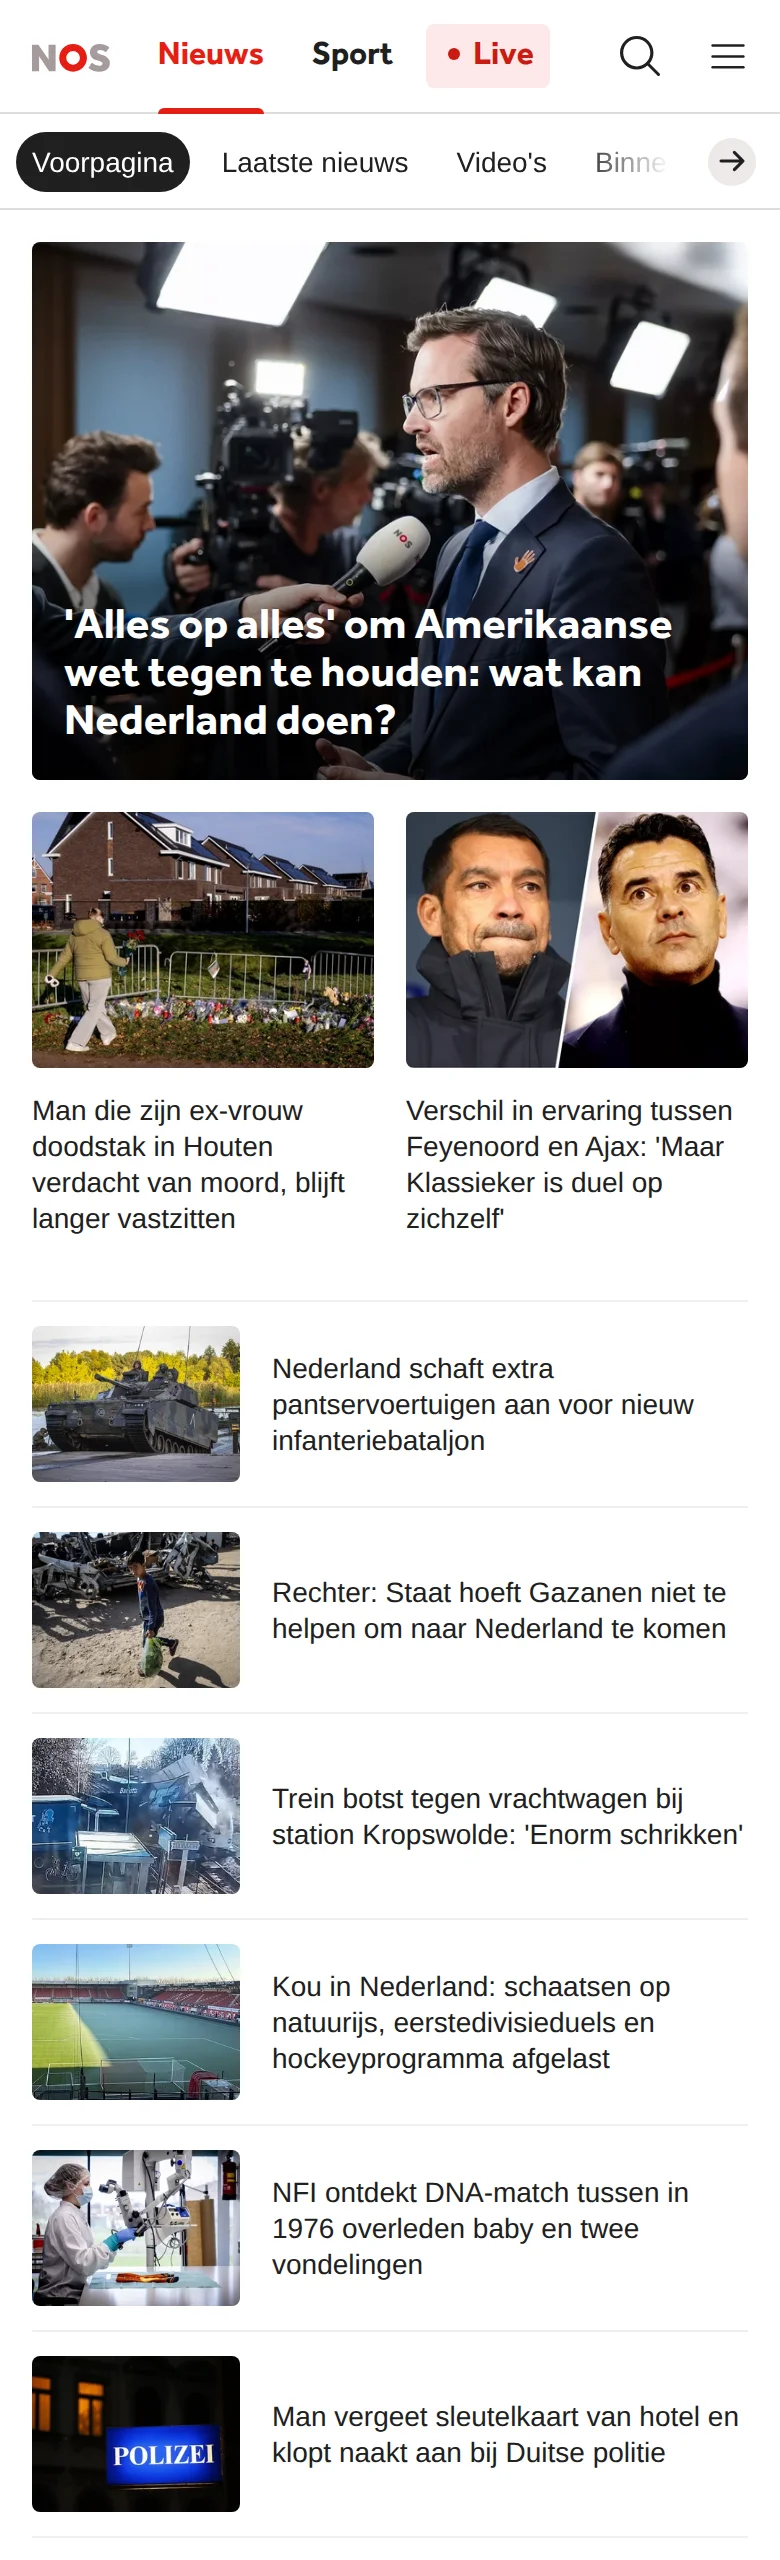 NOS
Nieuws
Sport
Live
Voorpagina
Laatste nieuws
Video's
Binne
NOS
'Alles op alles' om Amerikaanse
wet tegen te houden: wat kan
Nederland doen?
Man die zijn ex-vrouw
doodstak in Houten
verdacht van moord, blijft
langer vastzitten
Verschil in ervaring tussen
Feyenoord en Ajax: 'Maar
Klassieker is duel op
zichzelf'
Nederland schaft extra
pantservoertuigen aan voor nieuw
infanteriebataljon
Rechter: Staat hoeft Gazanen niet te
helpen om naar Nederland te komen
Trein botst tegen vrachtwagen bij
station Kropswolde: 'Enorm schrikken'
Kou in Nederland: schaatsen op
natuurijs, eerstedivisieduels en
hockeyprogramma afgelast
NFI ontdekt DNA-match tussen in
1976 overleden baby en twee
vondelingen
POLIZEI
Man vergeet sleutelkaart van hotel en
klopt naakt aan bij Duitse politie